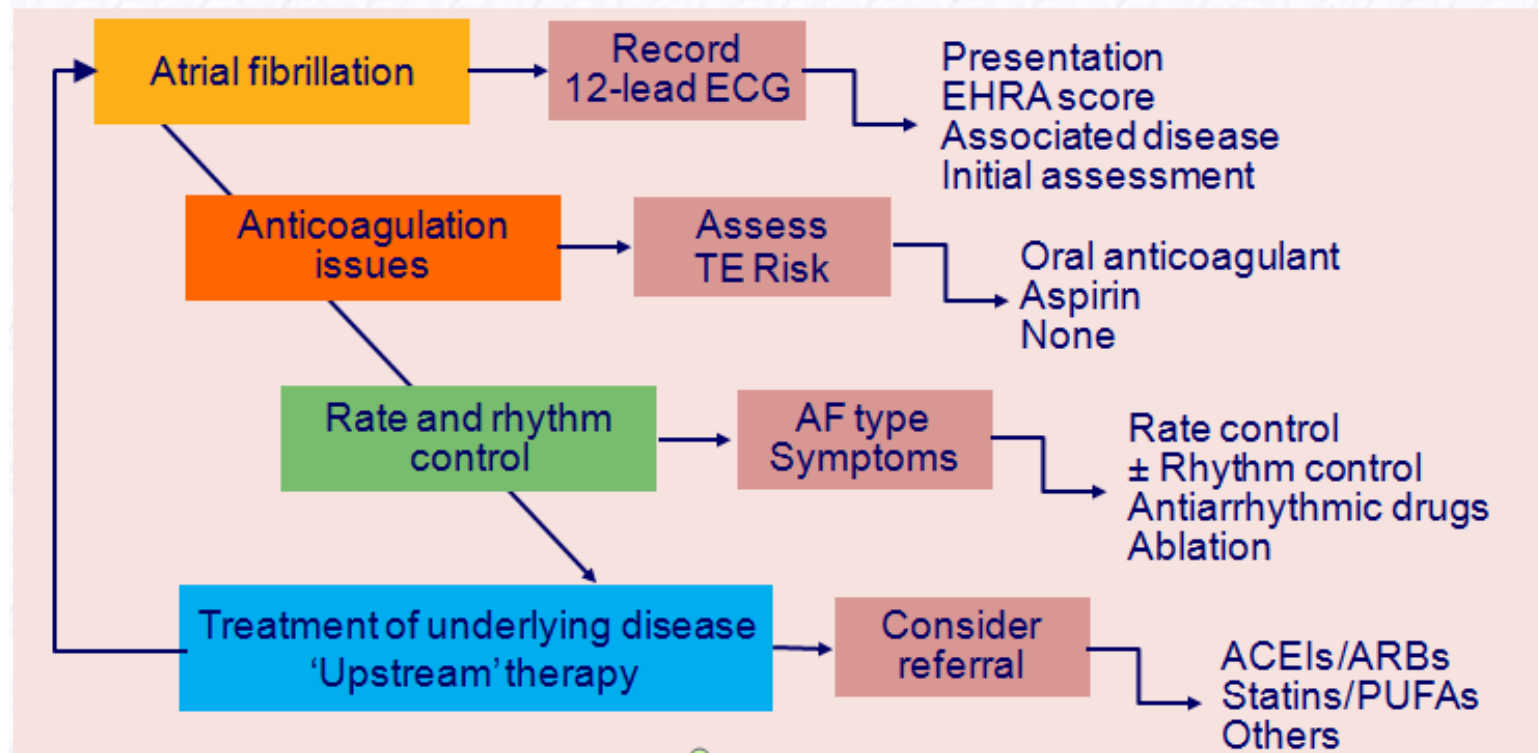 Atrial fibrillation
Record
12-lead ECG
Presentation
EHRA score
Associated disease
Initial assessment
Anticoagulation
issues
Assess
TE Risk
Oral anticoagulant
Aspirin
None
Rate and rhythm
control
AF type
Symptoms
Rate control
± Rhythm control
Antiarrhythmic drugs
Ablation
Treatment of underlying disease
‘Upstream’ therapy
Consider
referral
ACEIs/ARBs
Statins/PUFAs
Others